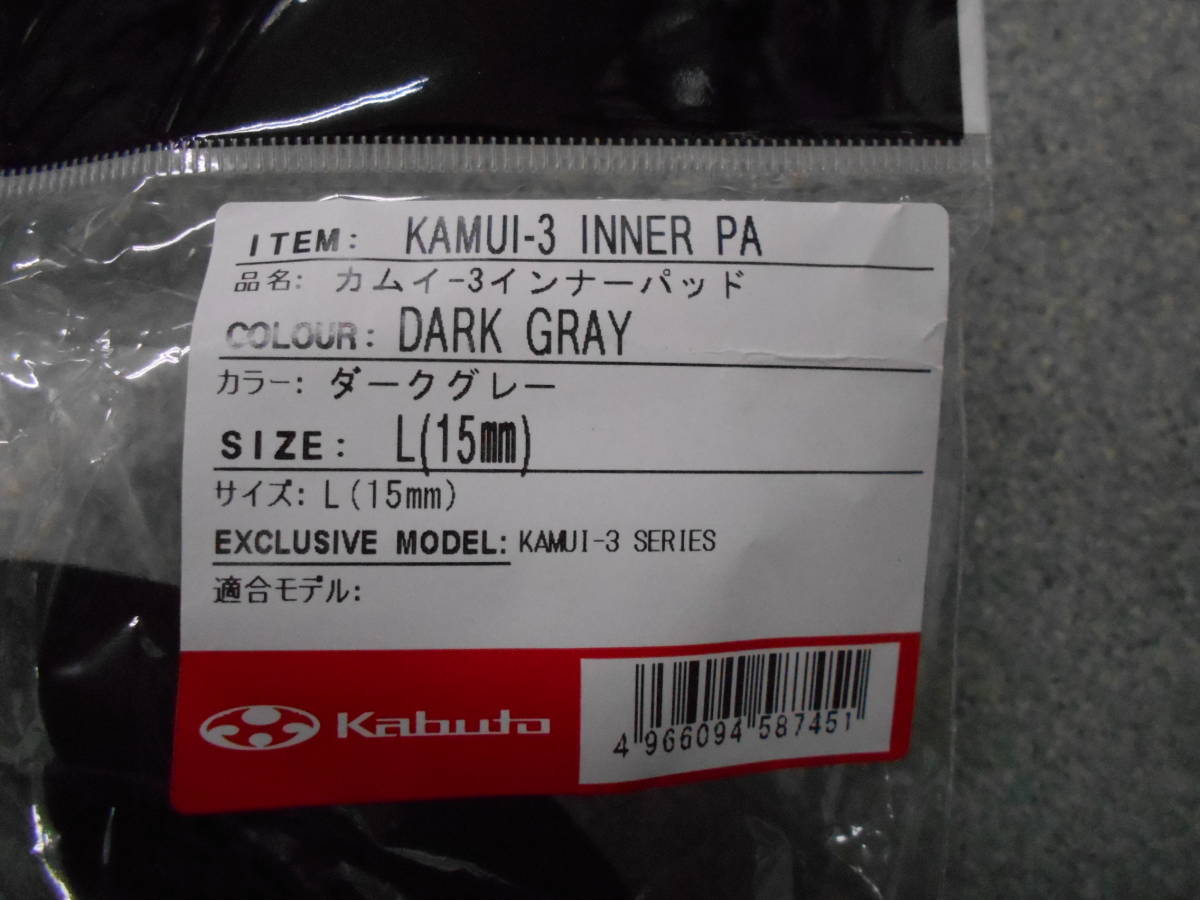 ITEM: KAMUI-3 INNER PA
品名: カムイ-3インナーパッド
COLOUR: DARK GRAY
カラー: ダークグレー
SIZE: L(15mm)
サイズ: L(15mm)
EXCLUSIVE MODEL: KAMUI-3 SERIES
適合モデル:
Kabuto
4 966094 587451